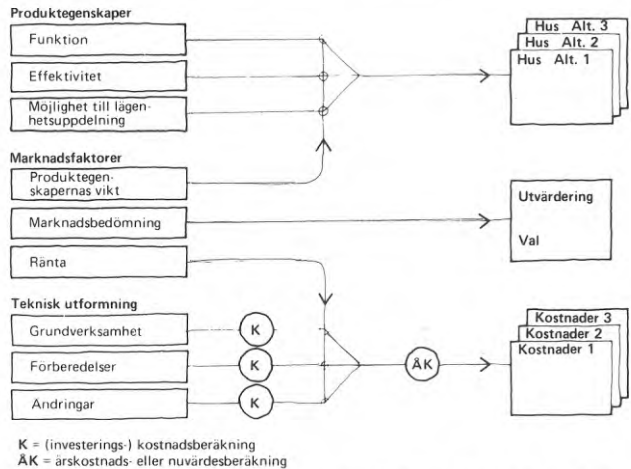 Produktegenskaper
Funktion
Effektivitet
Möjlighet till lägen-
hetsuppdelning
Marknadsfaktorer
Produktegen-
skapernas vikt
Marknadsbedömning
Ränta
Teknisk utformning
Grundverksamhet
Förberedelser
Andringar
K
K
K
ÅK
Hus Alt. 3
Hus Alt. 2
Hus Alt. 1
Utvärdering
Val
Kostnader 3
Kostnader 2
Kostnader 1
K = (investerings-) kostnadsberäkning
ÅK = årskostnads- eller nuvärdesberäkning